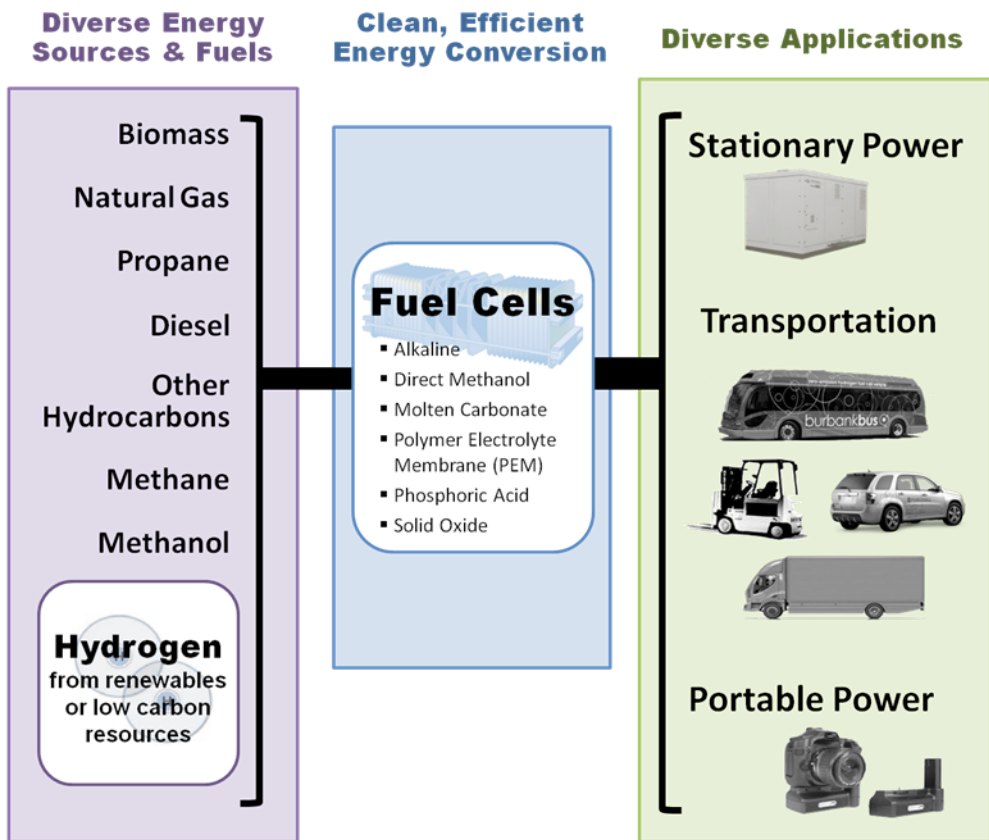 Diverse Energy
Sources & Fuels
Biomass
Natural Gas
Propane
Diesel
Other
Hydrocarbons
Methane
Methanol
Hydrogen
from renewables
or low carbon
resources
Clean, Efficient
Energy Conversion
Fuel Cells
▪ Alkaline
▪ Direct Methanol
▪ Molten Carbonate
▪ Polymer Electrolyte
Membrane (PEM)
▪ Phosphoric Acid
▪ Solid Oxide
Diverse Applications
Stationary Power
Transportation
burbankbus
Portable Power